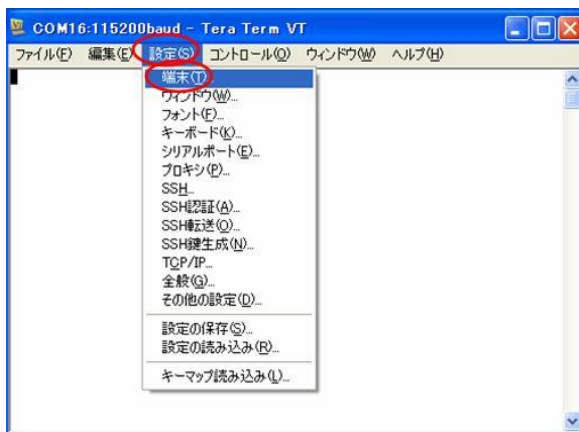 COM16:115200baud - Tera Term VT
ファイル(F) 編集(E) 設定(S) コントロール(O) ウィンドウ(W) ヘルプ(H)
端末(T)...
ウィンドウ(W)...
フォント(F)...
キーボード(K)...
シリアルポート(E)...
プロキシ(P)...
SSH...
SSH認証(A)...
SSH転送(O)...
SSH鍵生成(N)...
TCP/IP...
全般(G)...
その他の設定(D)...
設定の保存(S)...
設定の読み込み(R)...
キーマップ読み込み(L)...